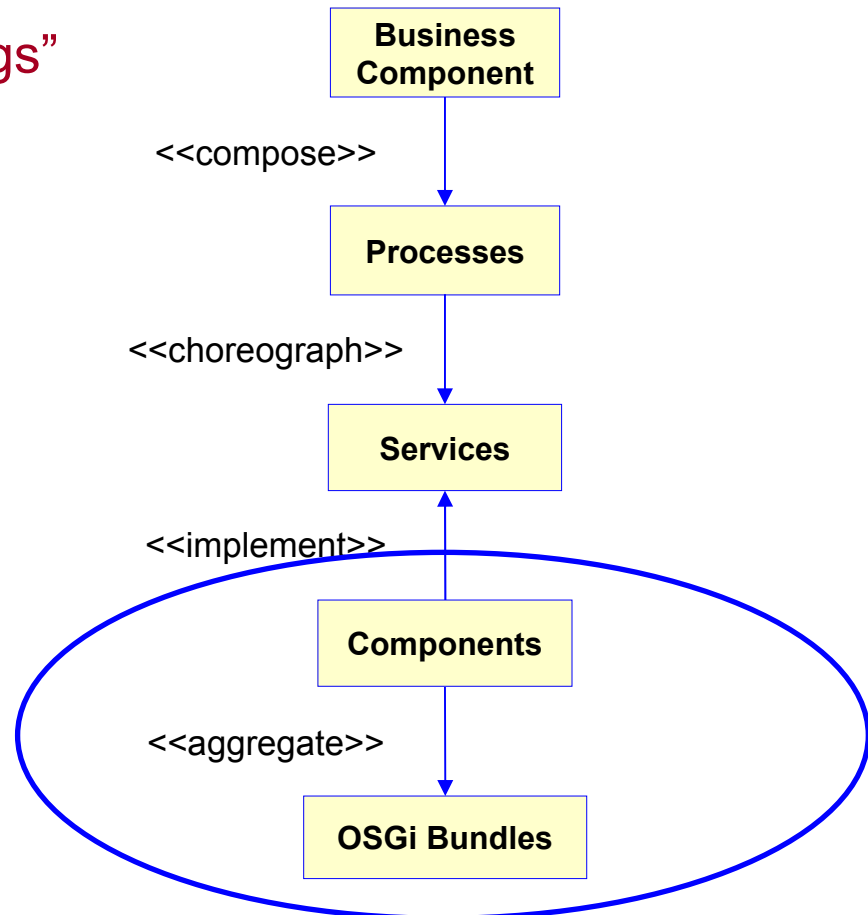 gs”
Business
Component
<<compose>>
Processes
<<choreograph>>
Services
<<implement>>
Components
<<aggregate>>
OSGi Bundles